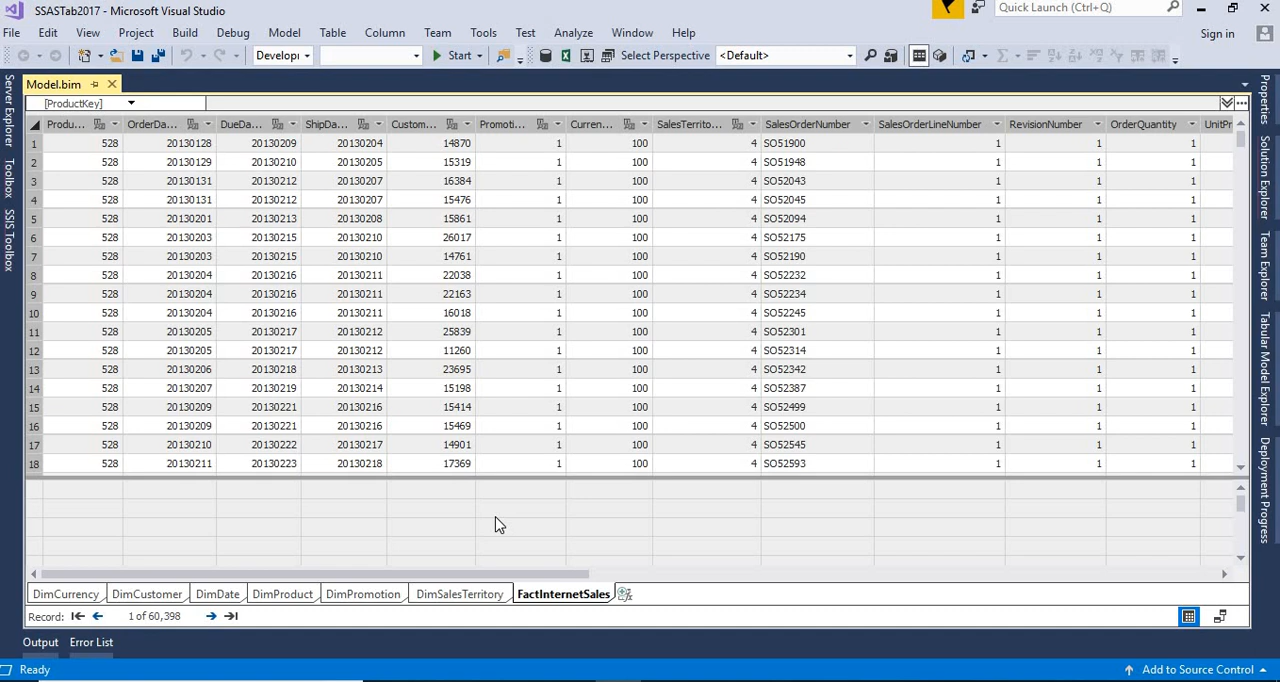 SSASTab2017 - Microsoft Visual Studio
Quick Launch (Ctrl+Q)
File Edit View Project Build Debug Model Table Column Team Tools Test Analyze Window Help Sign in
Developı Start Select Perspective <Default>
Model.bim
[ProductKey]
Produ... OrderDa... DueDa... ShipDa... Custom... Promoti... Curren... SalesTerrito... SalesOrderNumber SalesOrderLineNumber RevisionNumber OrderQuantity UnitPr
1 528 20130128 20130209 20130204 14870 1 100 4 SO51900 1 1 1
2 528 20130129 20130210 20130205 15319 1 100 4 SO51948 1 1 1
3 528 20130131 20130212 20130207 16384 1 100 4 SO52043 1 1 1
4 528 20130131 20130212 20130207 15476 1 100 4 SO52045 1 1 1
5 528 20130201 20130213 20130208 15861 1 100 4 SO52094 1 1 1
6 528 20130203 20130215 20130210 26017 1 100 4 SO52175 1 1 1
7 528 20130203 20130215 20130210 14761 1 100 4 SO52190 1 1 1
8 528 20130204 20130216 20130211 22038 1 100 4 SO52232 1 1 1
9 528 20130204 20130216 20130211 22163 1 100 4 SO52234 1 1 1
10 528 20130204 20130216 20130211 16018 1 100 4 SO52245 1 1 1
11 528 20130205 20130217 20130212 25839 1 100 4 SO52301 1 1 1
12 528 20130205 20130217 20130212 11260 1 100 4 SO52314 1 1 1
13 528 20130206 20130218 20130213 23695 1 100 4 SO52342 1 1 1
14 528 20130207 20130219 20130214 15198 1 100 4 SO52387 1 1 1
15 528 20130209 20130221 20130216 15414 1 100 4 SO52499 1 1 1
16 528 20130209 20130221 20130216 15469 1 100 4 SO52500 1 1 1
17 528 20130210 20130222 20130217 14901 1 100 4 SO52545 1 1 1
18 528 20130211 20130223 20130218 17369 1 100 4 SO52593 1 1 1
DimCurrency DimCustomer DimDate DimProduct DimPromotion DimSalesTerritory FactInternetSales
Record: 1 of 60,398
Output Error List
Ready Add to Source Control
Server Explorer
Toolbox
SSIS Toolbox
Properties
Solution Explorer
Team Explorer
Tabular Model Explorer
Deployment Progress